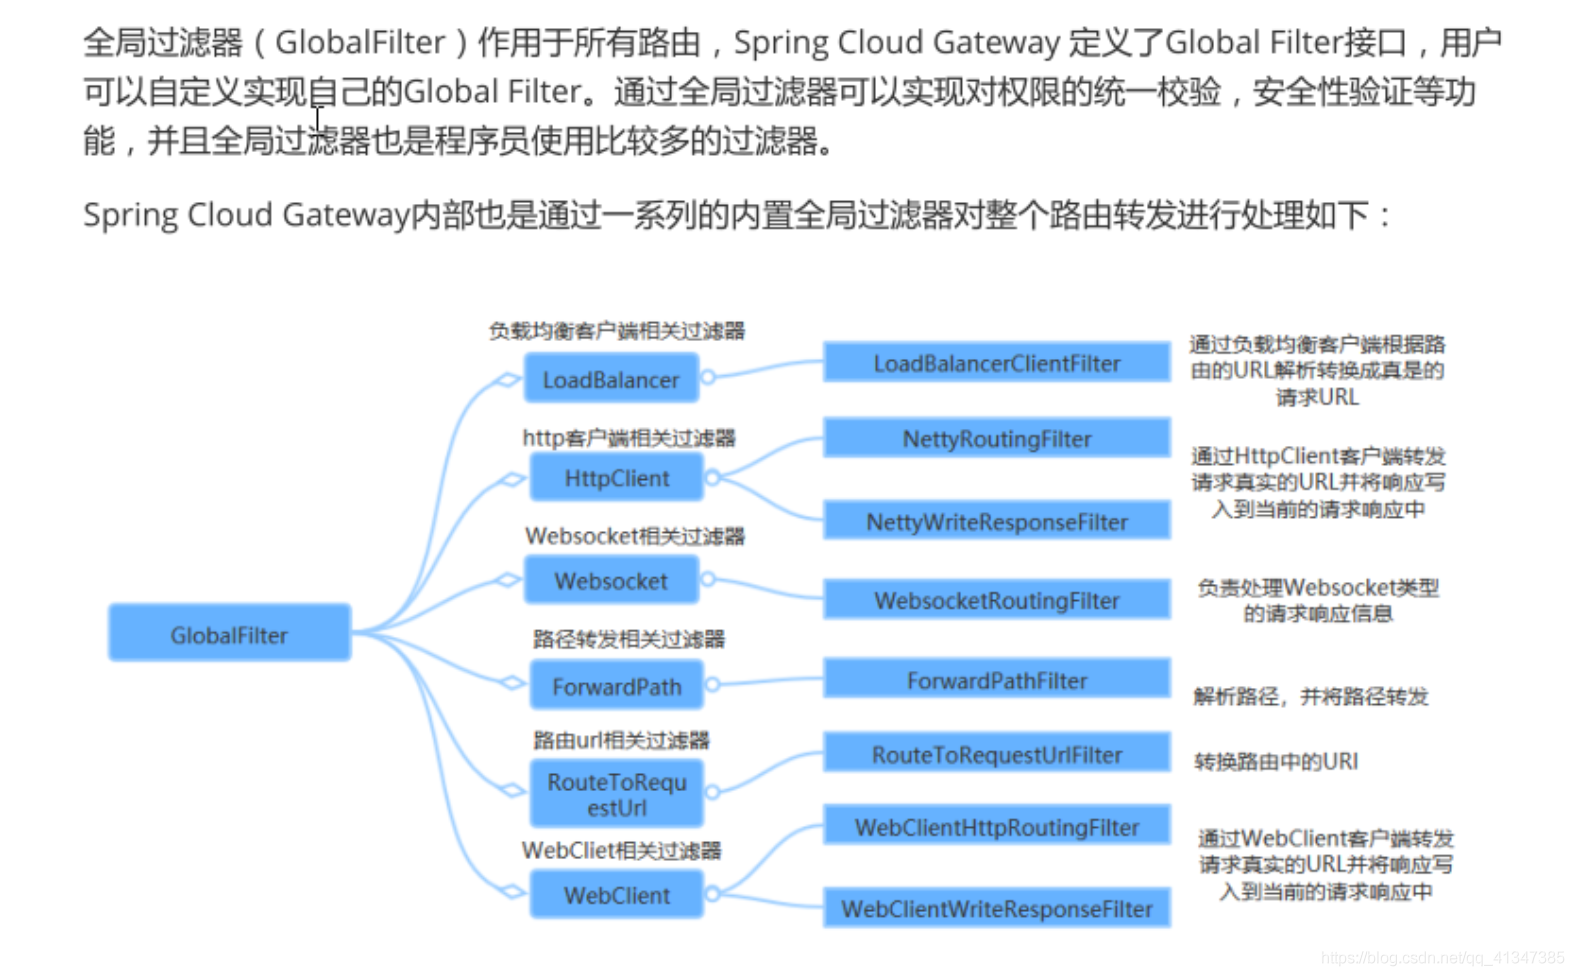 全局过滤器（GlobalFilter）作用于所有路由，Spring Cloud Gateway 定义了Global Filter接口，用户
可以自定义实现自己的Global Filter。通过全局过滤器可以实现对权限的统一校验，安全性验证等功
能，并且全局过滤器也是程序员使用比较多的过滤器。
Spring Cloud Gateway内部也是通过一系列的内置全局过滤器对整个路由转发进行处理如下：
GlobalFilter
负载均衡客户端相关过滤器
LoadBalancer
LoadBalancerClientFilter
通过负载均衡客户端根据路
由的URL解析转换成真是的
请求URL
http客户端相关过滤器
HttpClient
NettyRoutingFilter
NettyWriteResponseFilter
通过HttpClient客户端转发
请求真实的URL并将响应写
入到当前的请求响应中
Websocket相关过滤器
Websocket
WebsocketRoutingFilter
负责处理Websocket类型
的请求响应信息
路径转发相关过滤器
ForwardPath
ForwardPathFilter
解析路径，并将路径转发
路由url相关过滤器
RouteToRequ
estUrl
RouteToRequestUrlFilter
转换路由中的URI
WebCliet相关过滤器
WebClient
WebClientHttpRoutingFilter
WebClientWriteResponseFilter
通过WebClient客户端转发
请求真实的URL并将响应写
入到当前的请求响应中
https://blog.csdn.net/qq_41347385